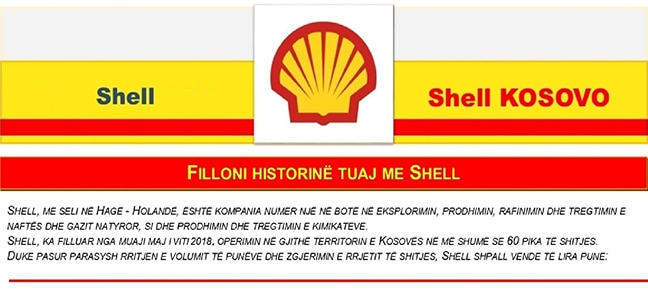 Shell
Shell KOSOVO
FILLONI HISTORINË TUAJ ME SHELL
SHELL, ME SELI NË HAGE - HOLANDË, ËSHTË KOMPANIA NUMER NJË NË BOTË NË EKSPLORIMIN, PRODHIMIN, RAFINIMIN DHE TREGTIMIN E
NAFTËS DHE GAZIT NATYROR, SI DHE PRODHIMIN DHE TREGTIMIN E KIMIKATEVE.
SHELL, KA FILLUAR NGA MUAJI MAJ I VITI 2018, OPERIMIN NË GJITHË TERRITORIN E KOSOVËS NË MË SHUMË SE 60 PIKA TË SHITJES.
DUKE PASUR PARASYSH RRITJEN E VOLUMIT TË PUNËVE DHE ZGJERIMIN E RRJETIT TË SHITJES, SHELL SHPALL VENDE TË LIRA PUNE: